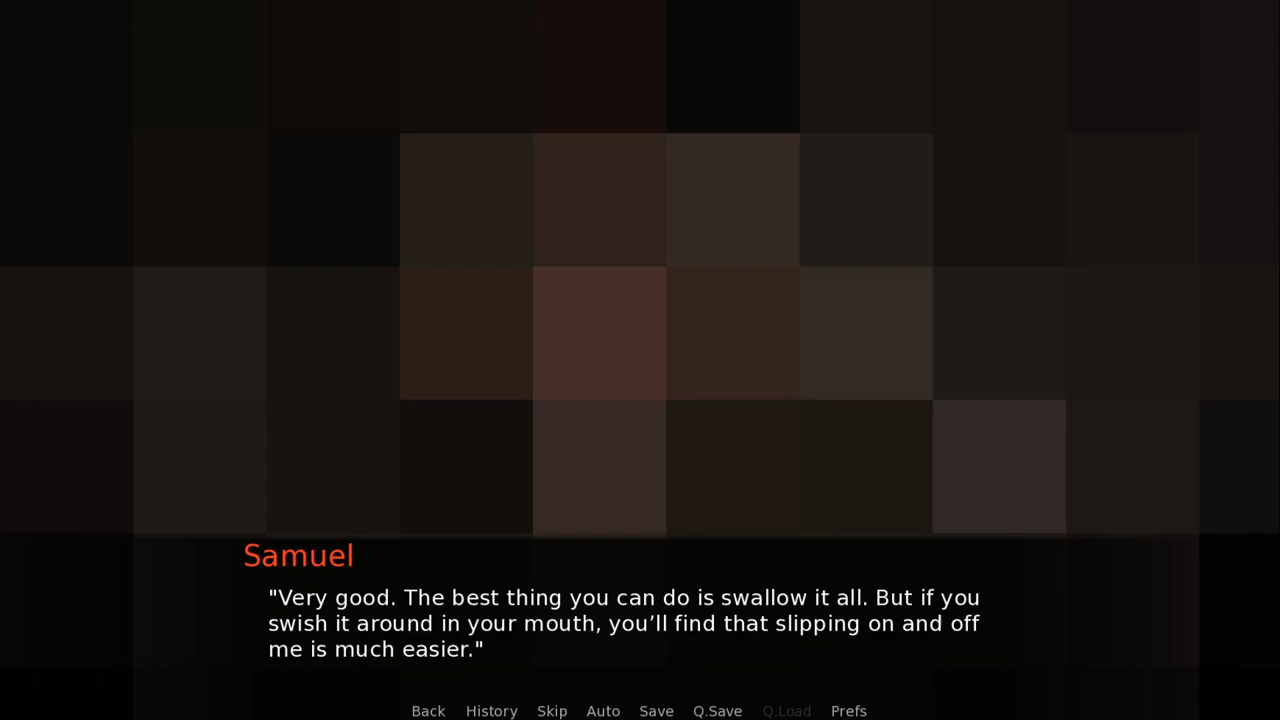 Samuel
"Very good. The best thing you can do is swallow it all. But if you
swish it around in your mouth, you’ll find that slipping on and off
me is much easier."
Back History Skip Auto Save Q.Save Q.Load Prefs